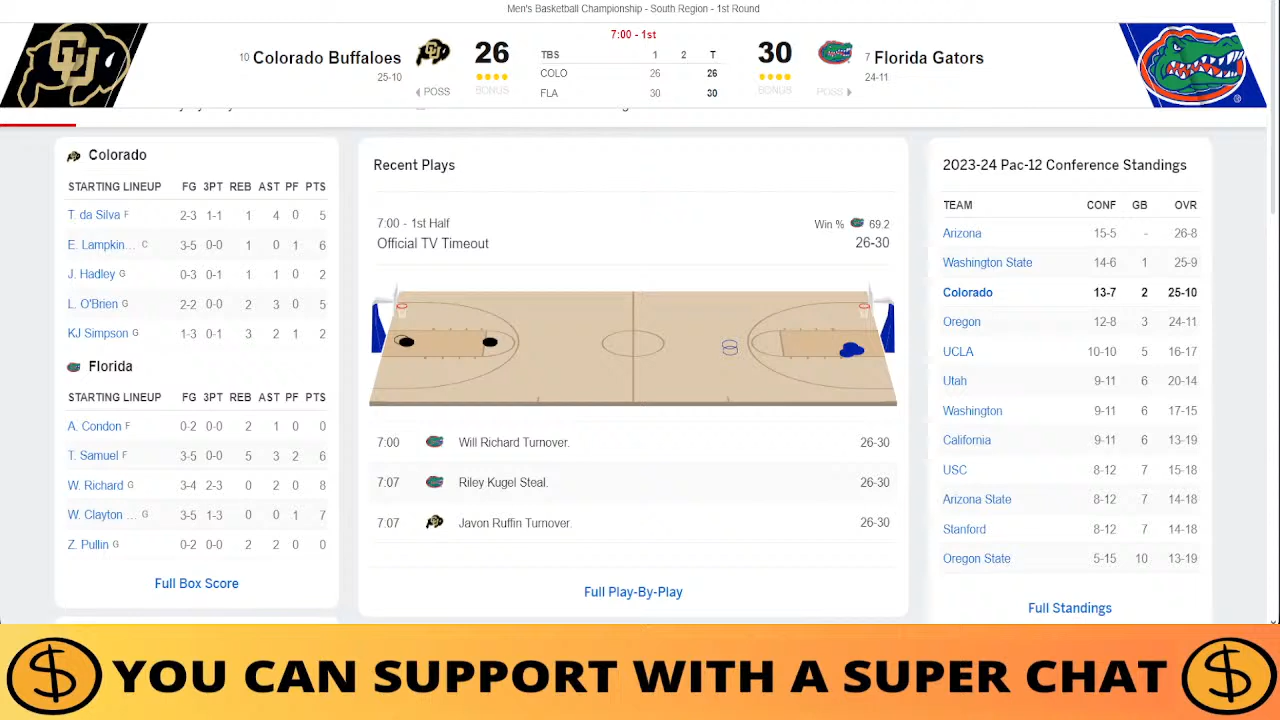 Men's Basketball Championship - South Region - 1st Round
10 Colorado Buffaloes
25-10
26
BONUS
POSS
7:00 - 1st
TBS 1 2 T
COLO 26 26
FLA 30 30
30
BONUS
POSS
7 Florida Gators
24-11
Colorado
STARTING LINEUP FG 3PT REB AST PF PTS
T. da Silva F 2-3 1-1 1 4 0 5
E. Lampkin... C 3-5 0-0 1 0 1 6
J. Hadley G 0-3 0-1 1 1 0 2
L. O'Brien G 2-2 0-0 2 3 0 5
KJ Simpson G 1-3 0-1 3 2 1 2
Florida
STARTING LINEUP FG 3PT REB AST PF PTS
A. Condon F 0-2 0-0 2 1 0 0
T. Samuel F 3-5 0-0 5 3 2 6
W. Richard G 3-4 2-3 0 2 0 8
W. Clayton ... G 3-5 1-3 0 0 1 7
Z. Pullin G 0-2 0-0 2 2 0 0
Full Box Score
Recent Plays
7:00 - 1st Half
Official TV Timeout
Win % 69.2
26-30
7:00 Will Richard Turnover. 26-30
7:07 Riley Kugel Steal. 26-30
7:07 Javon Ruffin Turnover. 26-30
Full Play-By-Play
2023-24 Pac-12 Conference Standings
TEAM CONF GB OVR
Arizona 15-5 - 26-8
Washington State 14-6 1 25-9
Colorado 13-7 2 25-10
Oregon 12-8 3 24-11
UCLA 10-10 5 16-17
Utah 9-11 6 20-14
Washington 9-11 6 17-15
California 9-11 6 13-19
USC 8-12 7 15-18
Arizona State 8-12 7 14-18
Stanford 8-12 7 14-18
Oregon State 5-15 10 13-19
Full Standings
YOU CAN SUPPORT WITH A SUPER CHAT